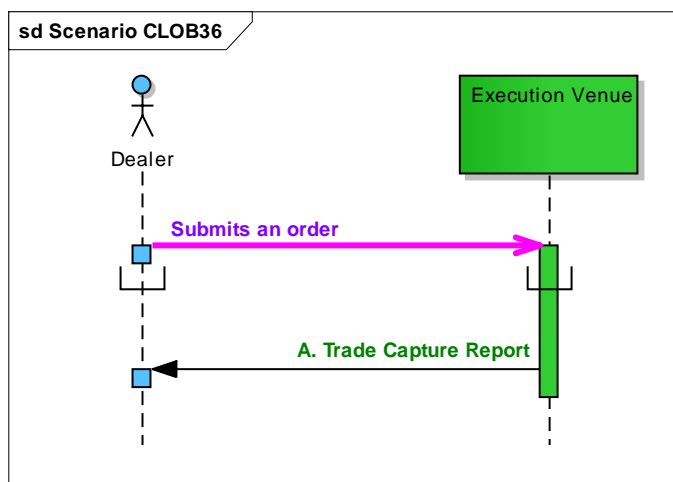 sd Scenario CLOB36
Execution Venue
Dealer
Submits an order
A. Trade Capture Report